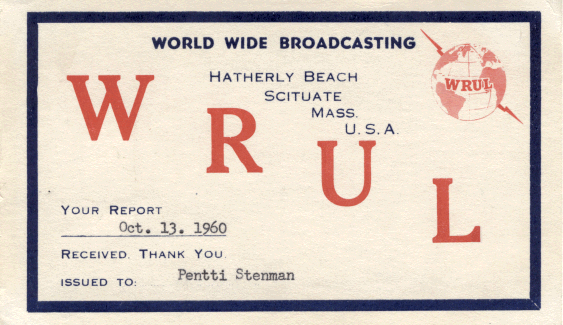 WORLD WIDE BROADCASTING
HATHERLY BEACH
SCITUATE
MASS.
U.S.A.
WRUL
W
R
U
L
YOUR REPORT
Oct. 13. 1960
RECEIVED. THANK YOU.
ISSUED TO: Pentti Stenman